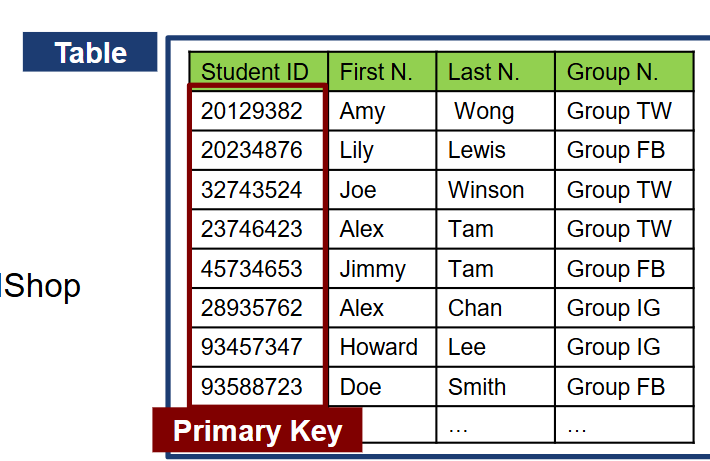 Table
Student ID First N. Last N. Group N.
20129382 Amy Wong Group TW
20234876 Lily Lewis Group FB
32743524 Joe Winson Group TW
23746423 Alex Tam Group TW
45734653 Jimmy Tam Group FB
lShop
28935762 Alex Chan Group IG
93457347 Howard Lee Group IG
93588723 Doe Smith Group FB
Primary Key … …